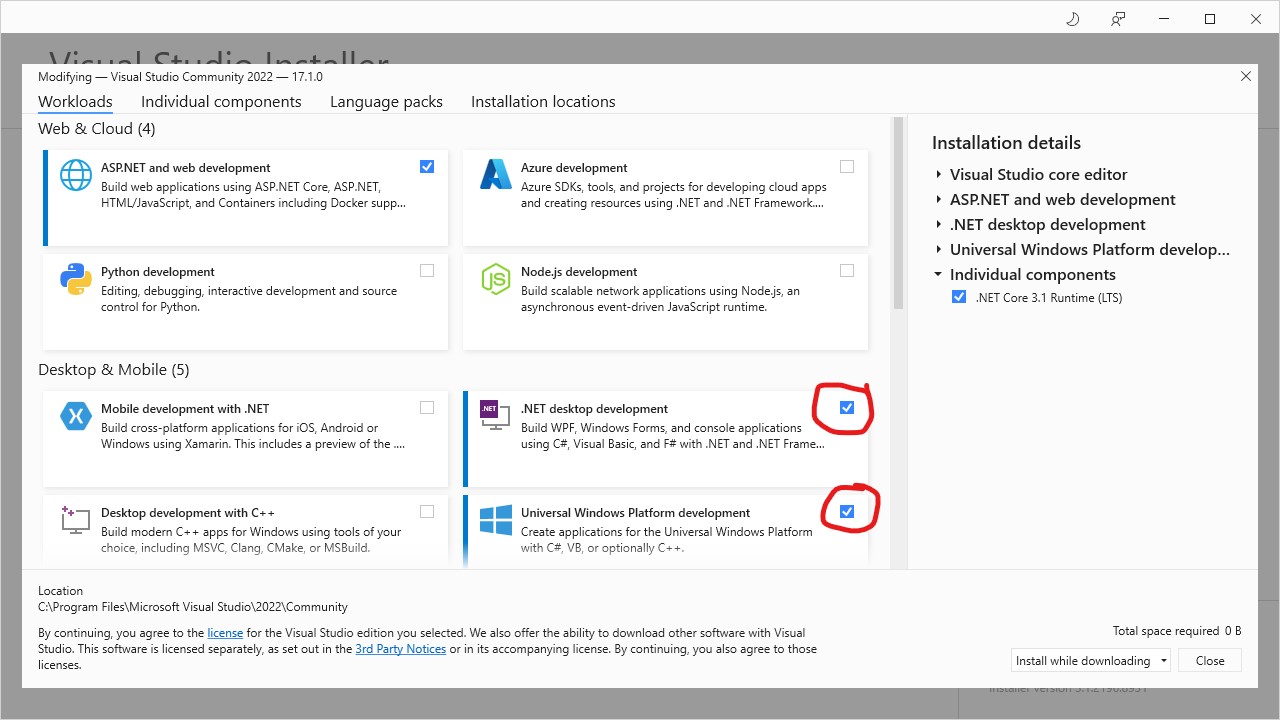 Visual Studio Installer
Modifying — Visual Studio Community 2022 — 17.1.0
Workloads
Individual components
Language packs
Installation locations
Web & Cloud (4)
ASP.NET and web development
Build web applications using ASP.NET Core, ASP.NET,
HTML/JavaScript, and Containers including Docker supp...
Azure development
Azure SDKs, tools, and projects for developing cloud apps
and creating resources using .NET and .NET Framework....
Python development
Editing, debugging, interactive development and source
control for Python.
JS
Node.js development
Build scalable network applications using Node.js, an
asynchronous event-driven JavaScript runtime.
Desktop & Mobile (5)
Mobile development with .NET
Build cross-platform applications for iOS, Android or
Windows using Xamarin. This includes a preview of the ....
.NET
.NET desktop development
Build WPF, Windows Forms, and console applications
using C#, Visual Basic, and F# with .NET and .NET Frame...
Desktop development with C++
Build modern C++ apps for Windows using tools of your
choice, including MSVC, Clang, CMake, or MSBuild.
Universal Windows Platform development
Create applications for the Universal Windows Platform
with C#, VB, or optionally C++.
Installation details
Visual Studio core editor
ASP.NET and web development
.NET desktop development
Universal Windows Platform develop...
Individual components
.NET Core 3.1 Runtime (LTS)
Location
C:\Program Files\Microsoft Visual Studio\2022\Community
By continuing, you agree to the license for the Visual Studio edition you selected. We also offer the ability to download other software with Visual
Studio. This software is licensed separately, as set out in the 3rd Party Notices or in its accompanying license. By continuing, you also agree to those
licenses.
Total space required 0 B
Install while downloading
Close
Installer version